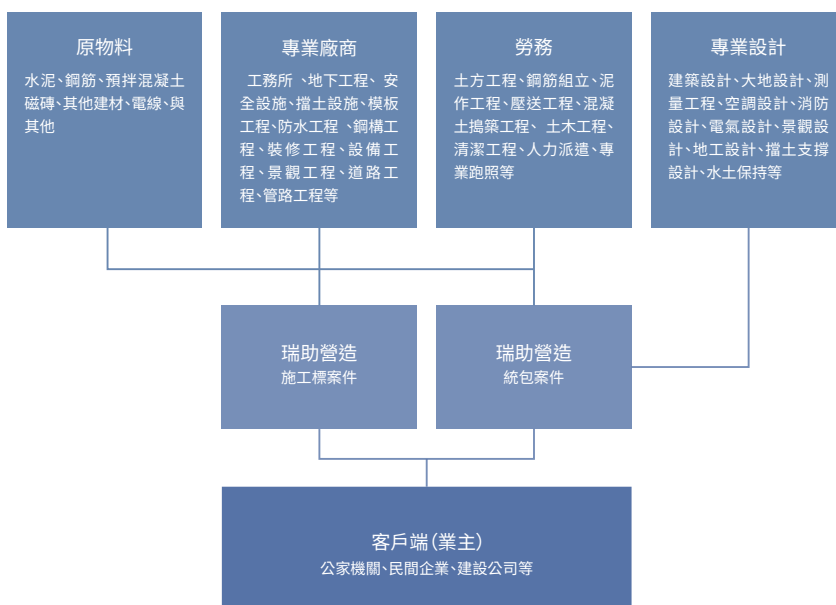 原物料
水泥、鋼筋、預拌混凝土
磁磚、其他建材、電線、與
其他
專業廠商
工務所、地下工程、安
全設施、擋土設施、模板
工程、防水工程、鋼構工
程、裝修工程、設備工
程、景觀工程、道路工
程、管路工程等
勞務
土方工程、鋼筋組立、泥
作工程、壓送工程、混凝
土搗築工程、土木工程、
清潔工程、人力派遣、專
業跑照等
專業設計
建築設計、大地設計、測
量工程、空調設計、消防
設計、電氣設計、景觀設
計、地工設計、擋土支撐
設計、水土保持等
瑞助營造
施工標案件
瑞助營造
統包案件
客戶端（業主）
公家機關、民間企業、建設公司等